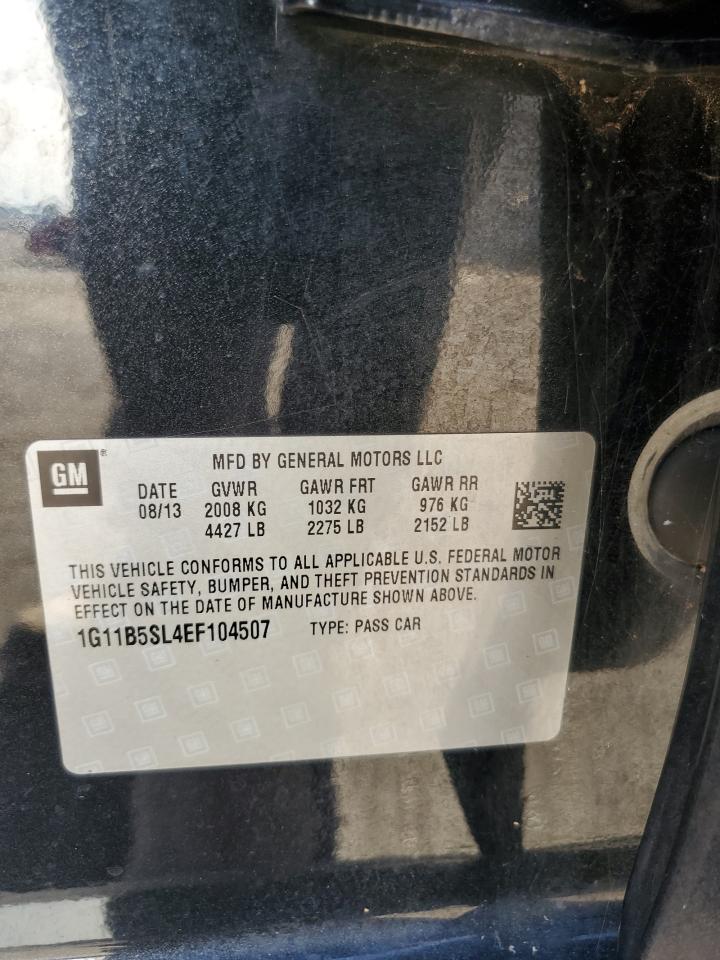 GM ®
MFD BY GENERAL MOTORS LLC
DATE GVWR GAWR FRT GAWR RR
08/13 2008 KG 1032 KG 976 KG
4427 LB 2275 LB 2152 LB
THIS VEHICLE CONFORMS TO ALL APPLICABLE U.S. FEDERAL MOTOR
VEHICLE SAFETY, BUMPER, AND THEFT PREVENTION STANDARDS IN
EFFECT ON THE DATE OF MANUFACTURE SHOWN ABOVE.
1G11B5SL4EF104507 TYPE: PASS CAR